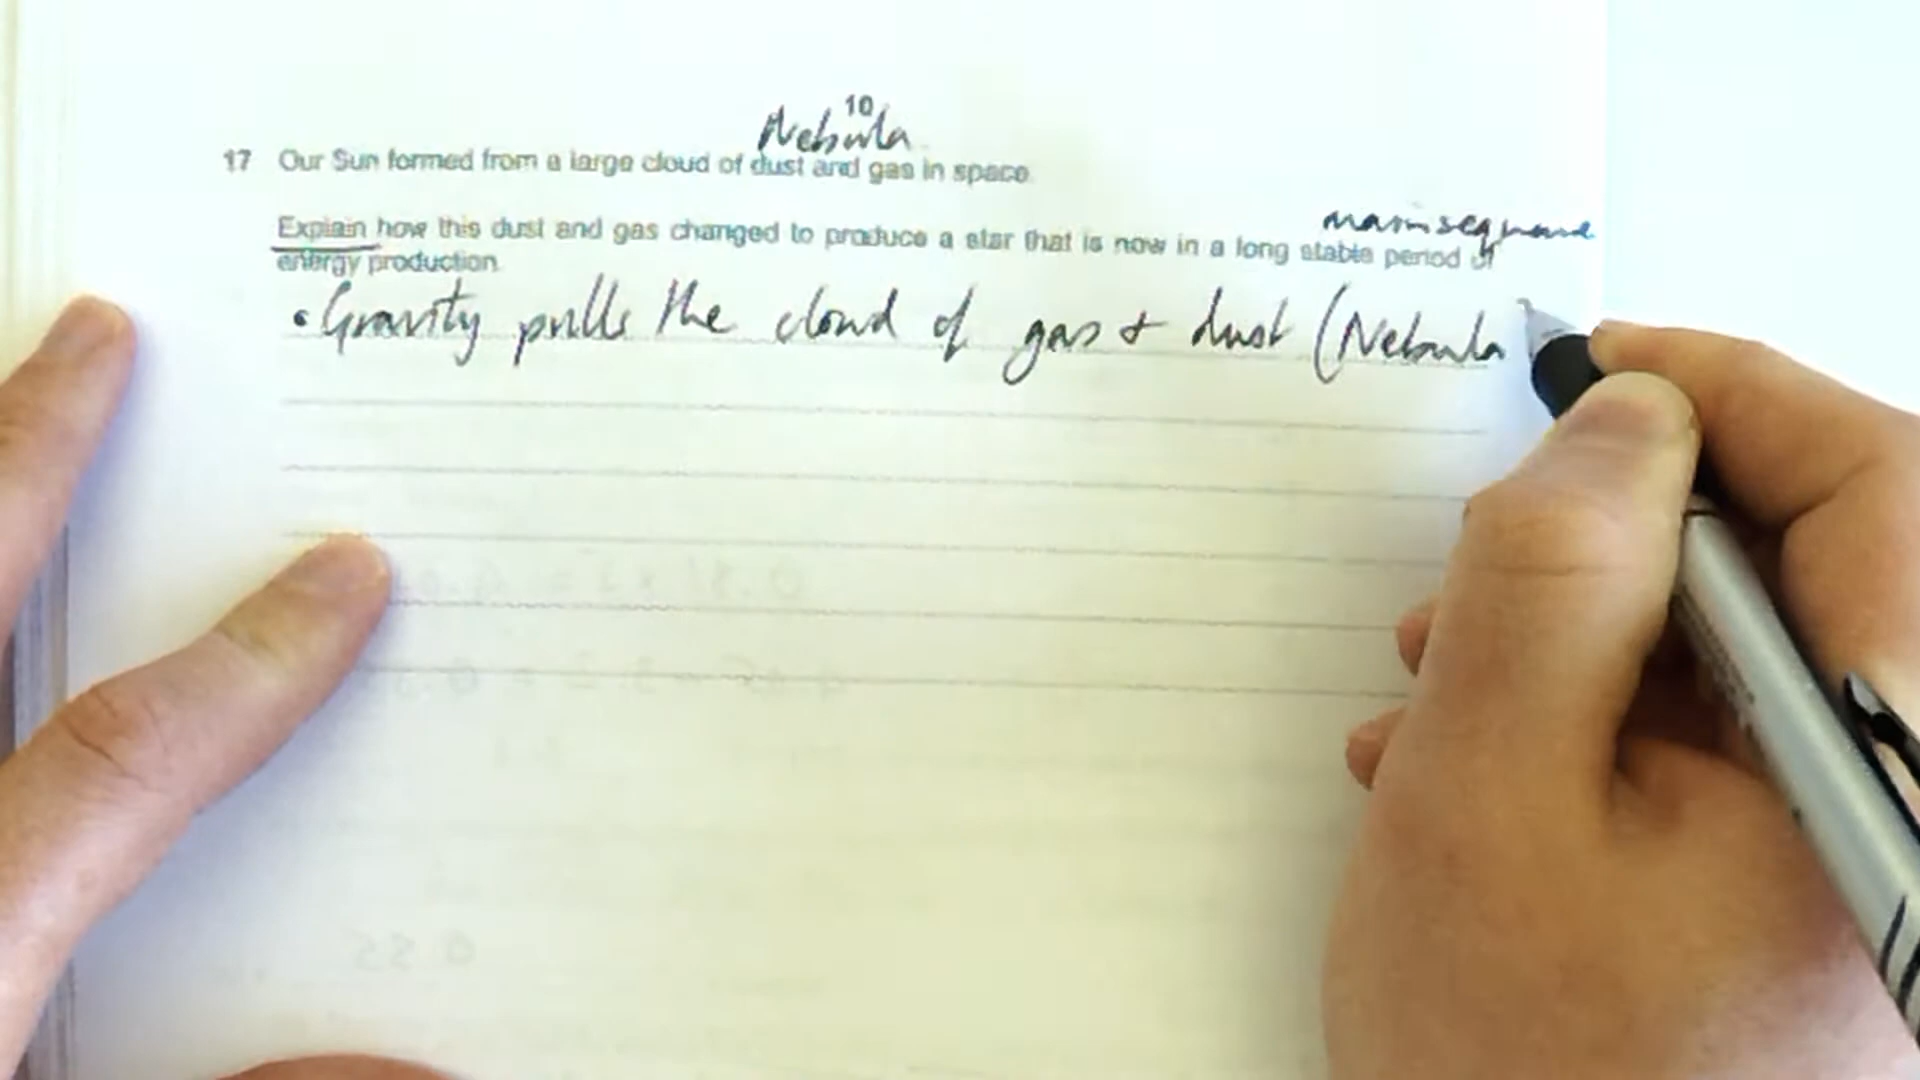 10
Nebula
17 Our Sun formed from a large cloud of dust and gas in space.
main sequence
Explain how this dust and gas changed to produce a star that is now in a long stable period of
energy production.
• Gravity pulls the cloud of gas + dust (Nebula